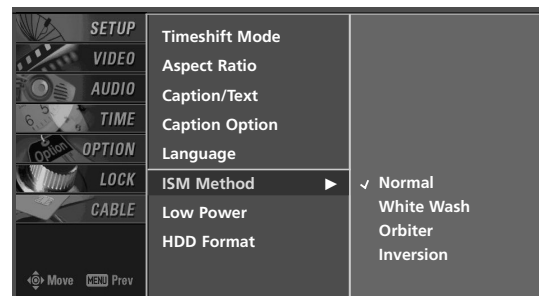 SETUP
VIDEO
AUDIO
TIME
OPTION
LOCK
CABLE
Move MENU Prev
Timeshift Mode
Aspect Ratio
Caption/Text
Caption Option
Language
ISM Method
Low Power
HDD Format
Normal
White Wash
Orbiter
Inversion